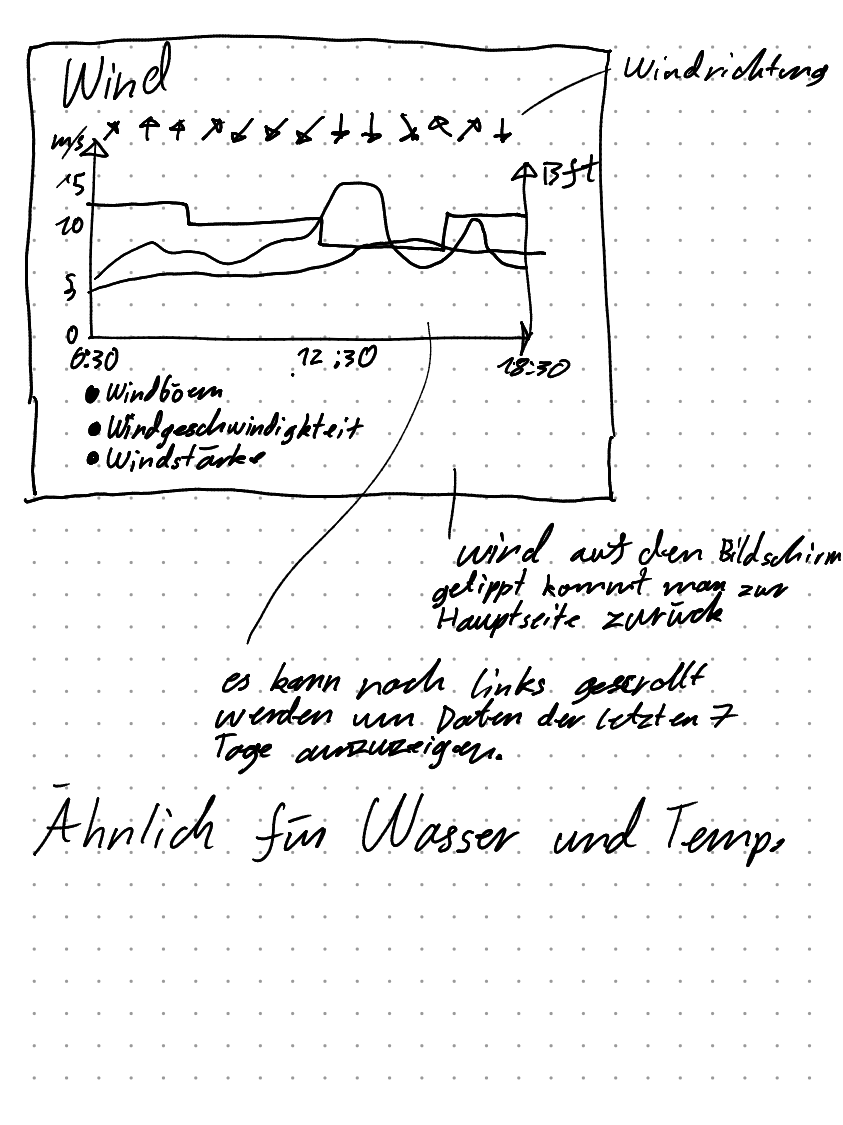 Wind
Windrichtung
m/s
Bft
15
10
5
0
6:30
12:30
18:30
Windböen
Windgeschwindigkeit
Windstärke
wird auf den Bildschirm
getippt kommt man zur
Hauptseite zurück
es kann nach links gescrollt
werden um Daten der letzten 7
Tage anzuzeigen.
Ähnlich für Wasser und Temp.